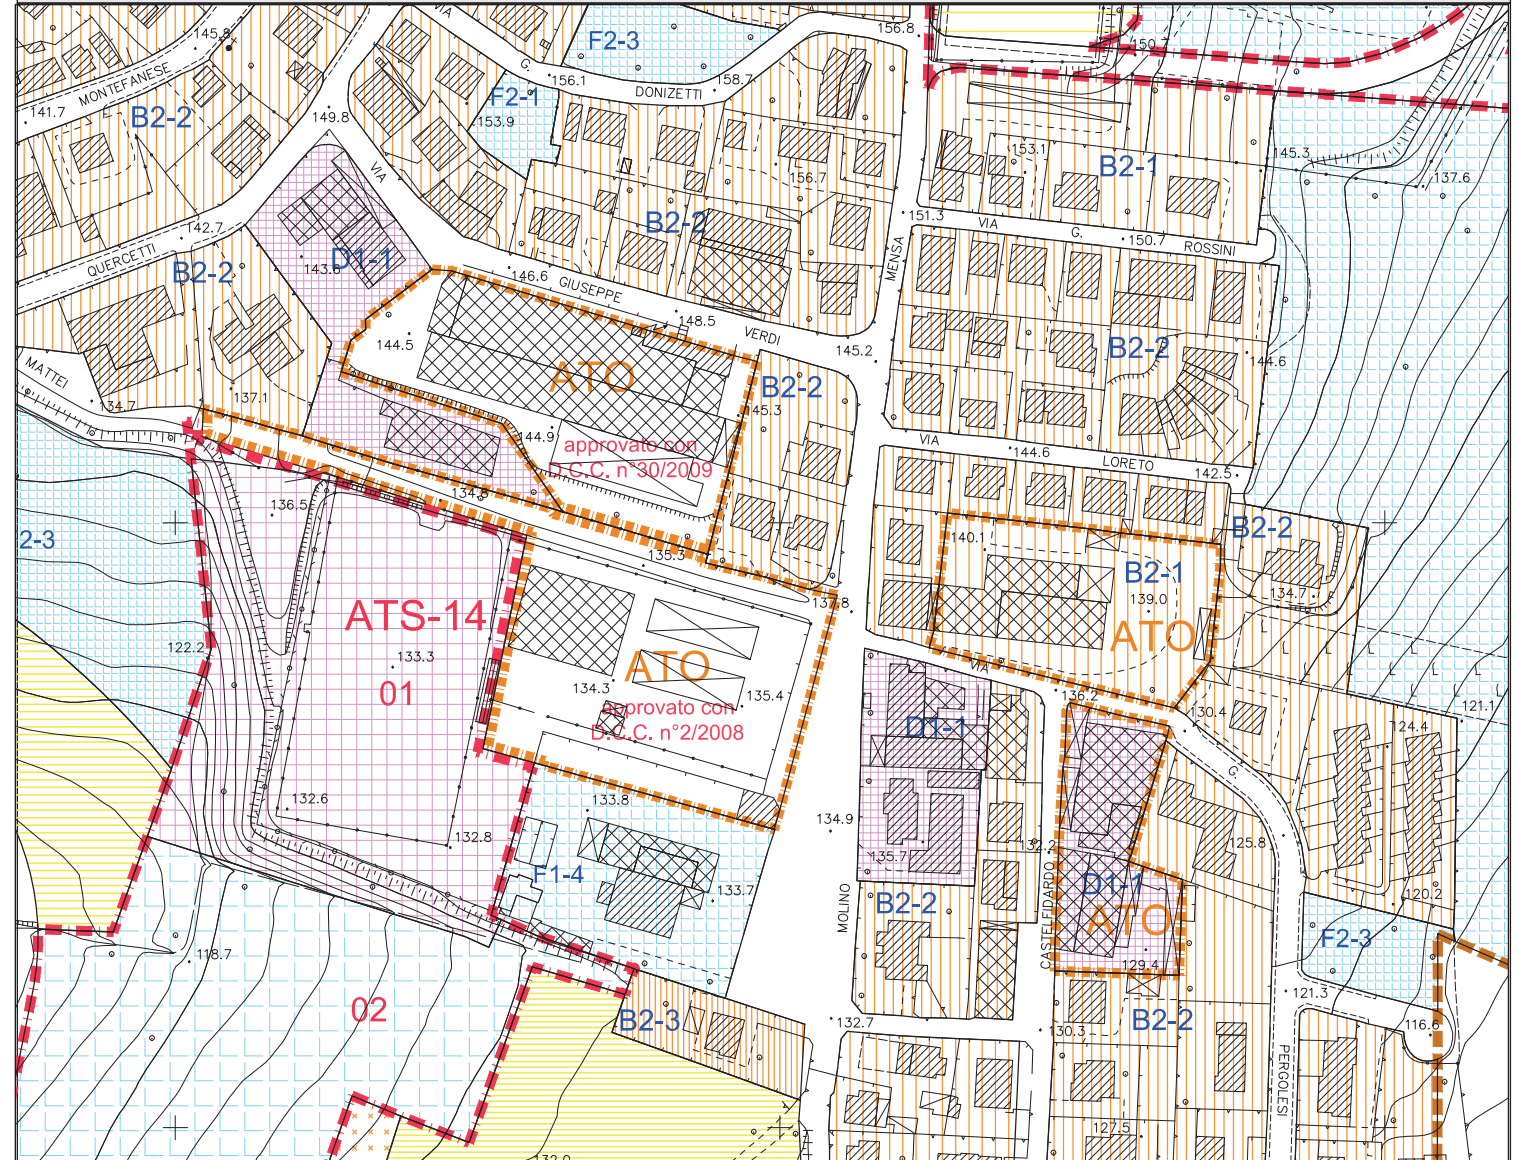 VIA
156.8
145.8
F2-3
150.
G.
156.1
158.7
MONTEFANESE
DONIZETTI
F2-1
141.7
B2-2
149.8
153.9
153.1
145.3
B2-1
VIA
156.7
137.6
151.3
142.7
B2-2
VIA
G.
150.7
ROSSINI
QUERCETTI
B2-2
143.6
D1-1
146.6
MENSA
GIUSEPPE
148.5
VERDI
144.5
145.2
B2-2
144.6
MATTEI
ATO
B2-2
137.1
134.7
145.3
144.9
approvato con
D.C.C. n°30/2009
VIA
144.6
LORETO
142.5
134.8
136.5
B2-2
2-3
140.1
135.3
B2-1
134.7
139.0
137.8
ATS-14
ATO
122.2
133.3
ATO
VIA
01
134.3
135.4
136.2
approvato con
D.C.C. n°2/2008
130.4
121.1
124.4
D1-1
G.
132.6
133.8
134.9
132.8
132.2
125.8
135.7
F1-4
133.7
D1-1
120.2
MOLINO
B2-2
CASTELFIDARDO
ATO
F2-3
118.7
129.4
121.3
02
B2-3
132.7
130.3
B2-2
116.6
PERGOLESI
127.5
132.0